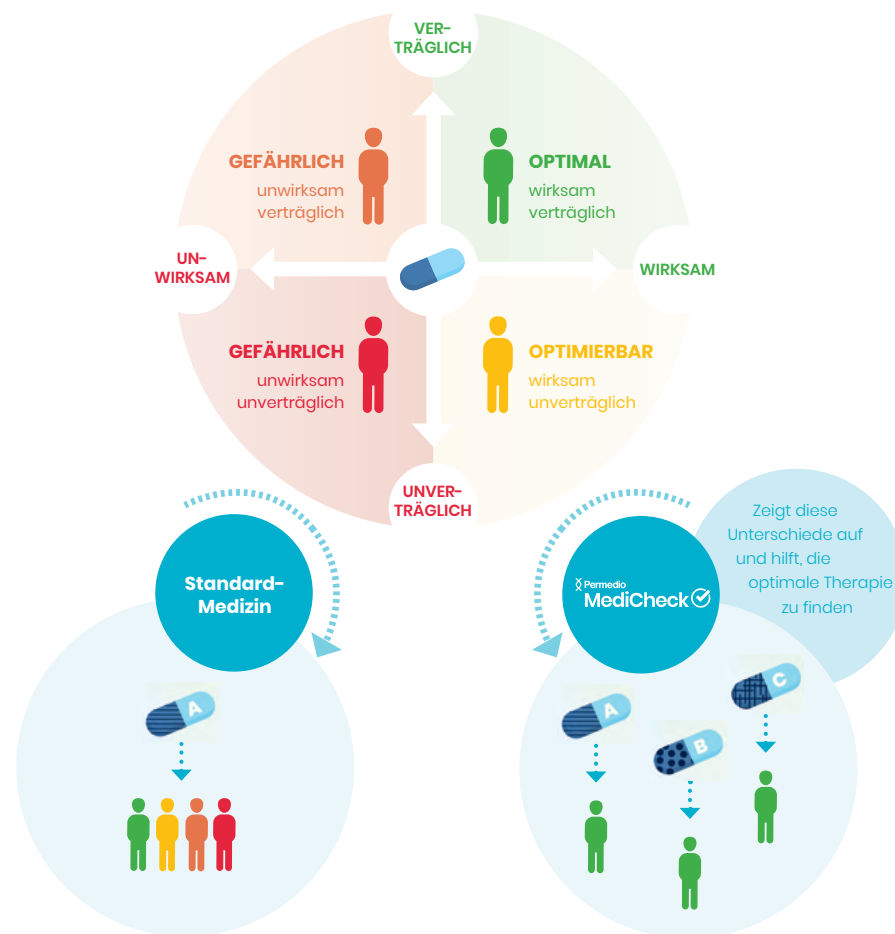 VER-
TRÄGLICH
GEFÄHRLICH
unwirksam
verträglich
OPTIMAL
wirksam
verträglich
UN-
WIRKSAM
WIRKSAM
GEFÄHRLICH
unwirksam
unverträglich
OPTIMIERBAR
wirksam
unverträglich
UNVER-
TRÄGLICH
Standard-
Medizin
Permedio
MediCheck
Zeigt diese
Unterschiede auf
und hilft, die
optimale Therapie
zu finden
A
A
B
C